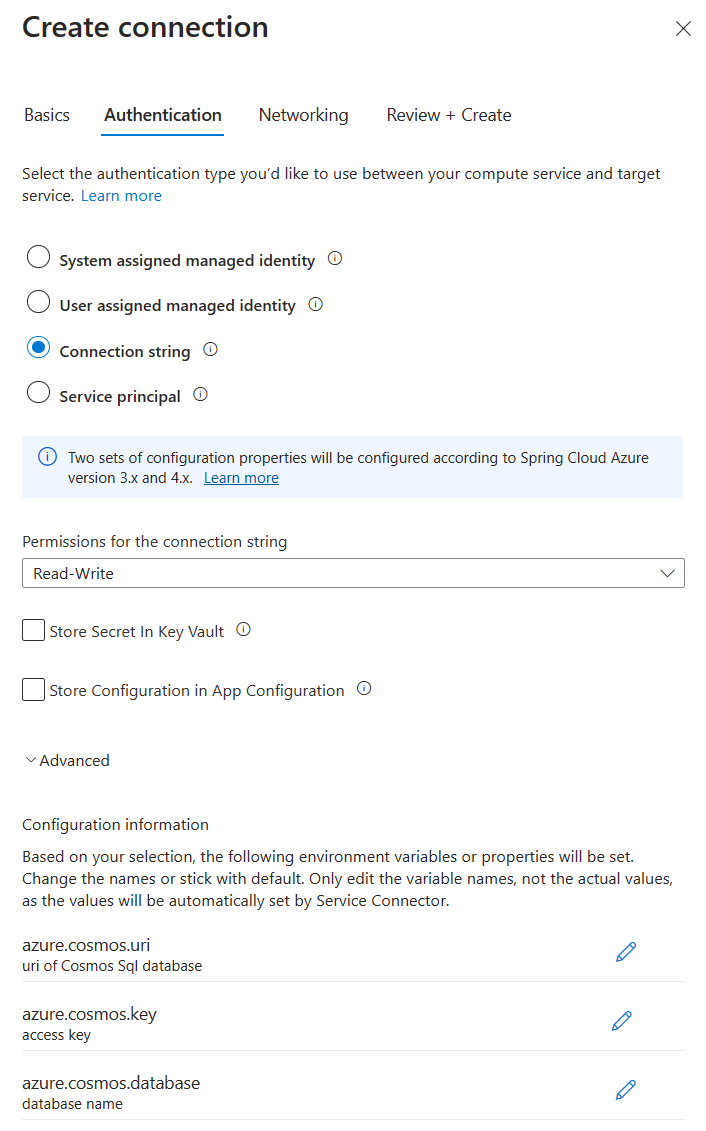 Create connection
Basics
Authentication
Networking
Review + Create
Select the authentication type you'd like to use between your compute service and target
service. Learn more
System assigned managed identity
User assigned managed identity
Connection string
Service principal
Two sets of configuration properties will be configured according to Spring Cloud Azure
version 3.x and 4.x. Learn more
Permissions for the connection string
Read-Write
Store Secret In Key Vault
Store Configuration in App Configuration
Advanced
Configuration information
Based on your selection, the following environment variables or properties will be set.
Change the names or stick with default. Only edit the variable names, not the actual values,
as the values will be automatically set by Service Connector.
azure.cosmos.uri
uri of Cosmos Sql database
azure.cosmos.key
access key
azure.cosmos.database
database name